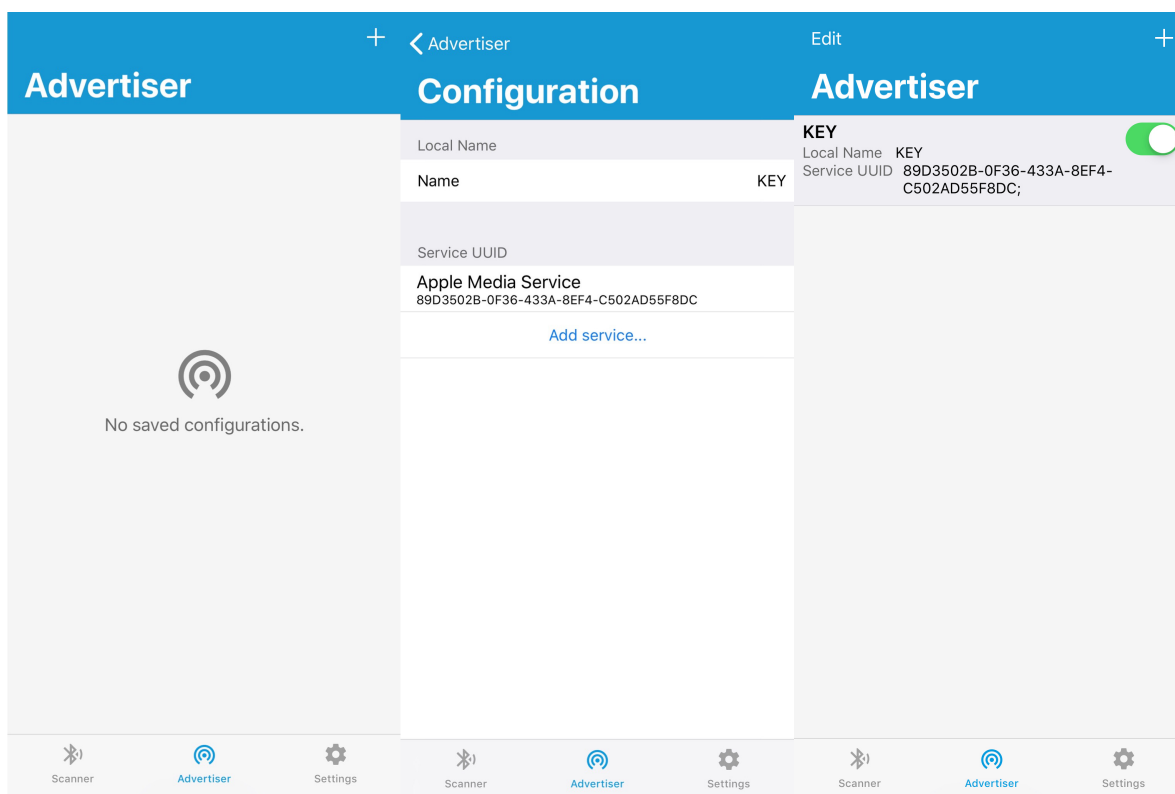 Advertiser
No saved configurations.
Scanner
Advertiser
Settings
Advertiser
Configuration
Local Name
Name KEY
Service UUID
Apple Media Service
89D3502B-0F36-433A-8EF4-C502AD55F8DC
Add service...
Scanner
Advertiser
Settings
Edit
Advertiser
KEY
Local Name KEY
Service UUID 89D3502B-0F36-433A-8EF4-
C502AD55F8DC;
Scanner
Advertiser
Settings